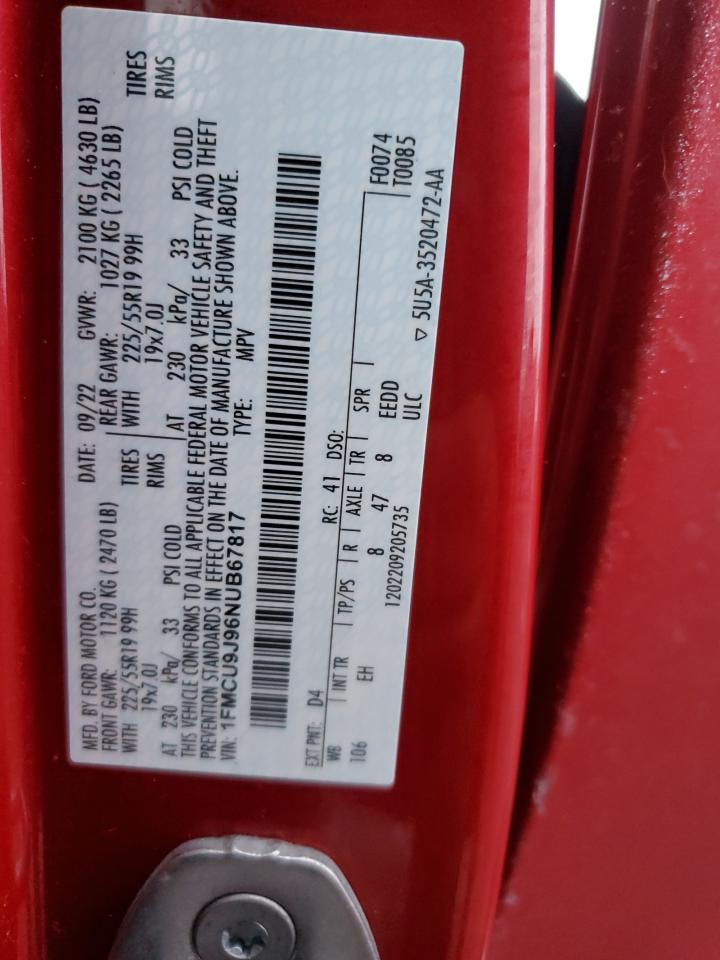 MFD. BY FORD MOTOR CO. DATE: 09/22 GVWR: 2100 KG ( 4630 LB)
FRONT GAWR: 1120 KG ( 2470 LB) REAR GAWR: 1027 KG ( 2265 LB)
WITH 225/55R19 99H TIRES WITH 225/55R19 99H TIRES
19x7.0J RIMS 19x7.0J RIMS
AT 230 kPa/ 33 PSI COLD AT 230 kPa/ 33 PSI COLD
THIS VEHICLE CONFORMS TO ALL APPLICABLE FEDERAL MOTOR VEHICLE SAFETY AND THEFT
PREVENTION STANDARDS IN EFFECT ON THE DATE OF MANUFACTURE SHOWN ABOVE.
VIN: 1FMCU9J96NUB67817 TYPE: MPV
EXT PNT: D4 RC: 41 DSO:
WB INT TR TP/PS R AXLE TR SPR F0074
106 EH 8 47 8 EEDD T0085
1202209205735 ULC
▽ 5U5A-3520472-AA